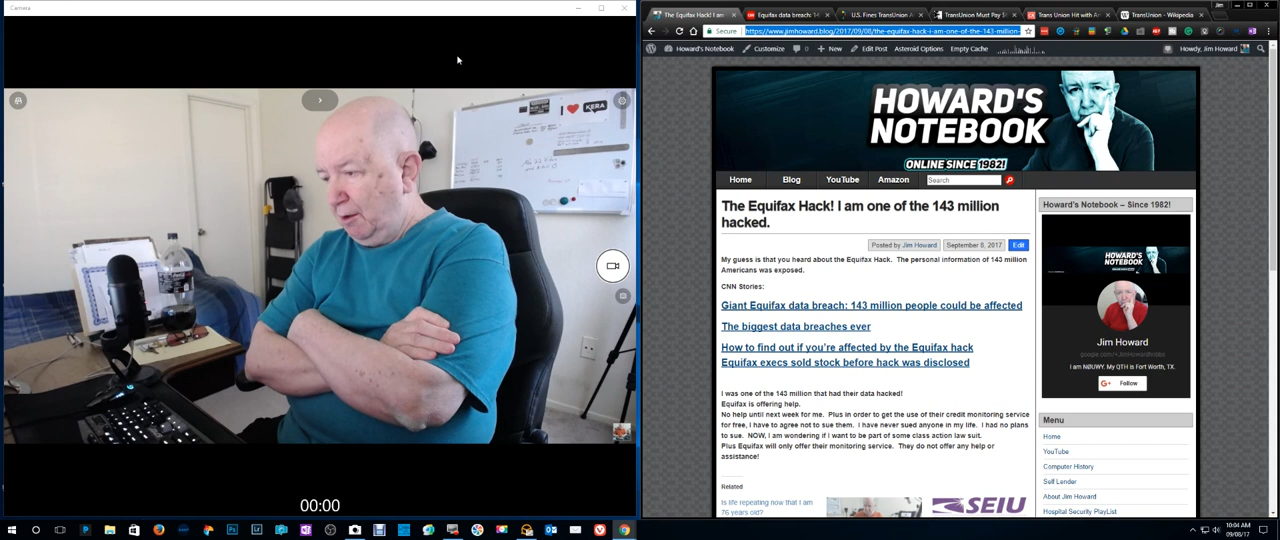 Camera
KERA
00:00
The Equifax Hack! I am
Equifax data breach: 14
U.S. Fines TransUnion
TransUnion Must Pay $
Trans Union Hit with
TransUnion - Wikipedia
Jim
Secure
https://www.jimhoward.blog/2017/09/08/the-equifax-hack-i-am-one-of-the-143-million-
Howard's Notebook
Customize
0
New
Edit Post
Asteroid Options
Empty Cache
Howdy, Jim Howard
HOWARD'S
NOTEBOOK
ONLINE SINCE 1982!
Home Blog YouTube Amazon Search
The Equifax Hack! I am one of the 143 million
hacked.
Posted by Jim Howard September 8, 2017 Edit
My guess is that you heard about the Equifax Hack. The personal information of 143 million
Americans was exposed.
CNN Stories:
Giant Equifax data breach: 143 million people could be affected
The biggest data breaches ever
How to find out if you're affected by the Equifax hack
Equifax execs sold stock before hack was disclosed
I was one of the 143 million that had their data hacked!
Equifax is offering help.
No help until next week for me. Plus in order to get the use of their credit monitoring service
for free, I have to agree not to sue them. I have never sued anyone in my life. I had no plans
to sue. NOW, I am wondering if I want to be part of some class action law suit.
Plus Equifax will only offer their monitoring service. They do not offer any help or
assistance!
Related
Is life repeating now that I am
76 years old?
SEIU
Howard's Notebook – Since 1982!
HOWARD'S
NOTEBOOK
Jim Howard
I am NØUWY. My QTH is Fort Worth, TX.
G+ Follow
Menu
Home
YouTube
Computer History
Self Lender
About Jim Howard
Hospital Security PlayList
10:04 AM
09/08/17